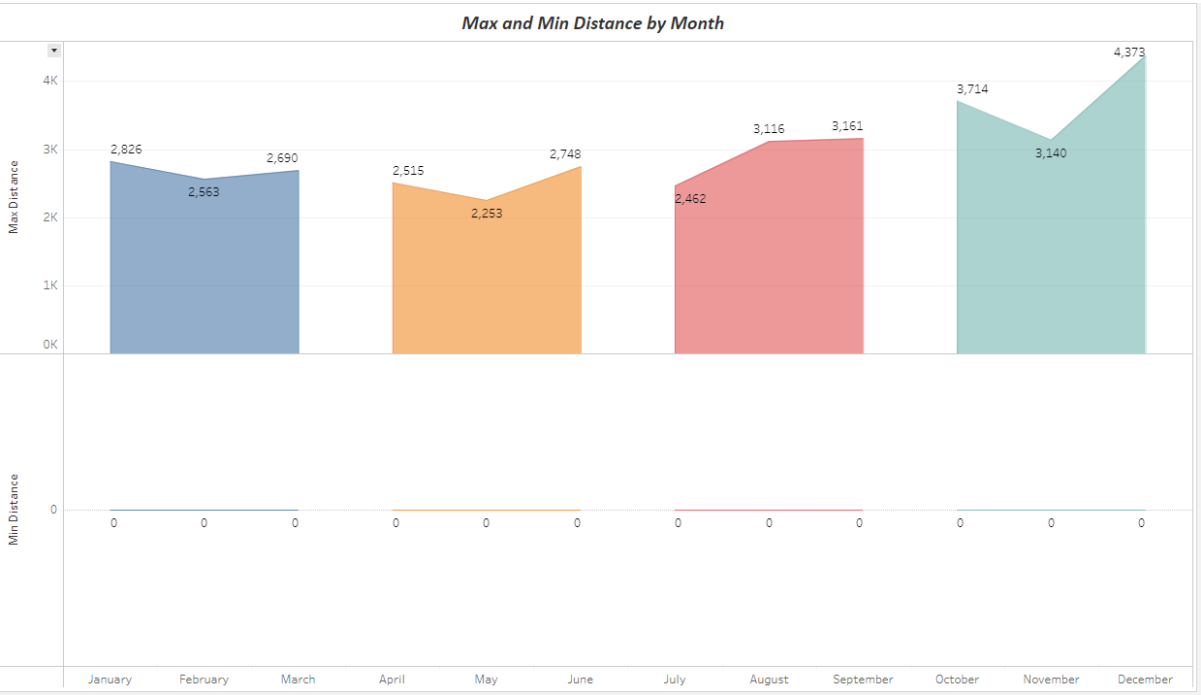 Max and Min Distance by Month
Max Distance
4K
3K
2K
1K
0K
2,826
2,563
2,690
2,515
2,253
2,748
2,462
3,116
3,161
3,714
3,140
4,373
Min Distance
0
0 0 0 0 0 0 0 0 0 0 0 0
January February March April May June July August September October November December